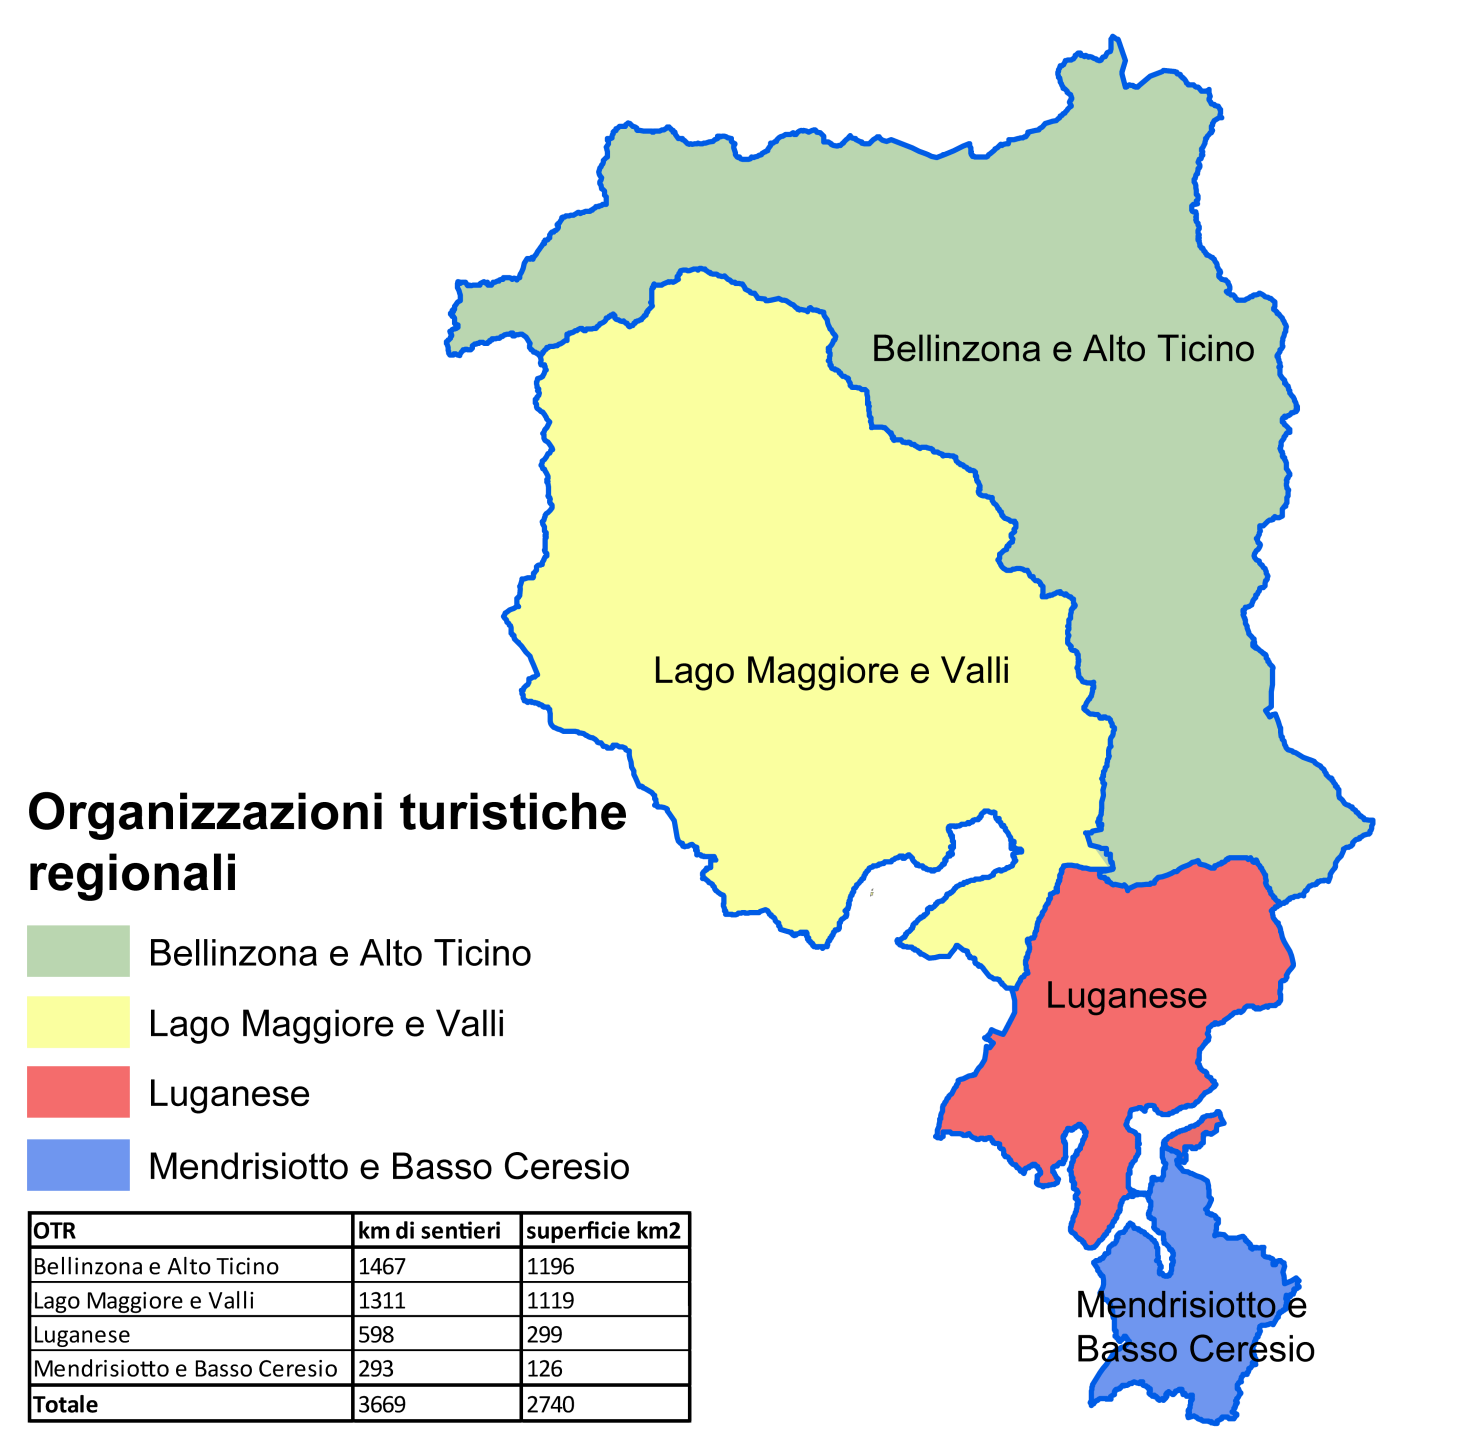 Bellinzona e Alto Ticino
Lago Maggiore e Valli
Organizzazioni turistiche
regionali
Bellinzona e Alto Ticino
Lago Maggiore e Valli
Luganese
Mendrisiotto e Basso Ceresio
Luganese
Mendrisiotto e
Basso Ceresio
OTR km di sentieri superficie km2
Bellinzona e Alto Ticino 1467 1196
Lago Maggiore e Valli 1311 1119
Luganese 598 299
Mendrisiotto e Basso Ceresio 293 126
Totale 3669 2740